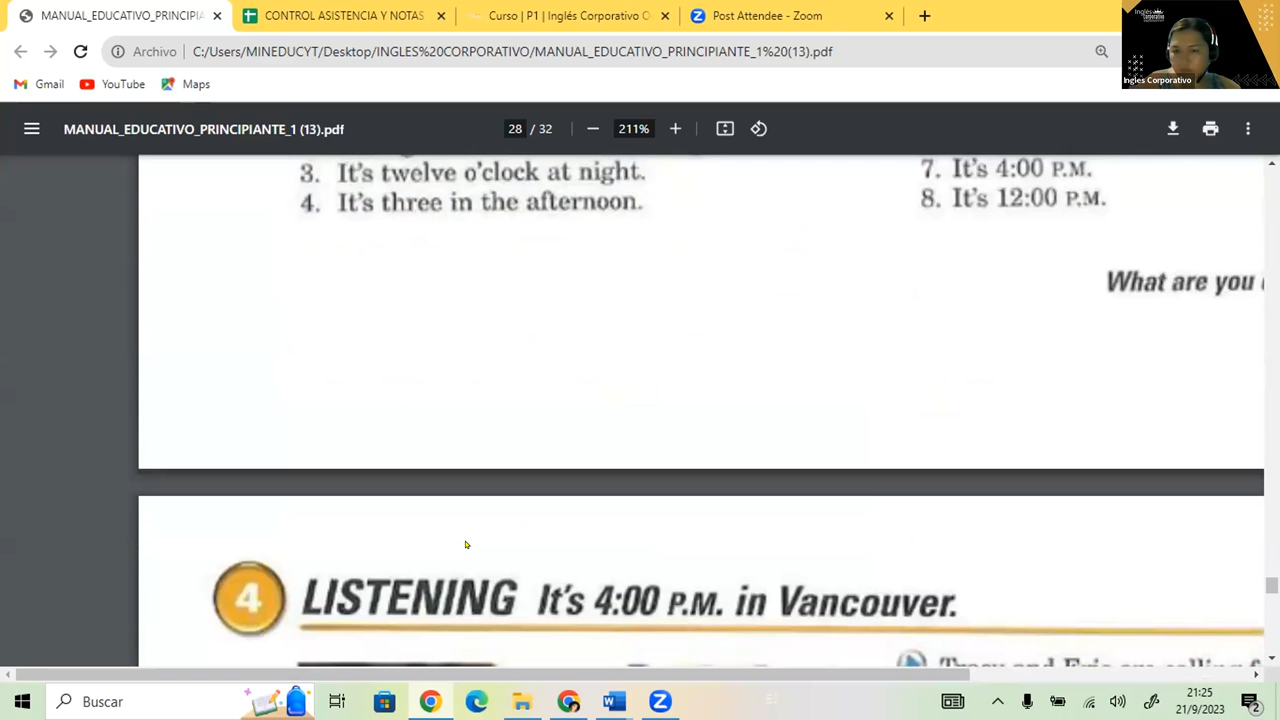 MANUAL_EDUCATIVO_PRINCIPIA
CONTROL ASISTENCIA Y NOTAS
Curso | P1 | Inglés Corporativo O
Post Attendee - Zoom
Archivo
C:/Users/MINEDUCYT/Desktop/INGLES%20CORPORATIVO/MANUAL_EDUCATIVO_PRINCIPIANTE_1%20(13).pdf
Gmail
YouTube
Maps
Inglés
Corporativo
Ingles Corporativo
MANUAL_EDUCATIVO_PRINCIPIANTE_1 (13).pdf
28 / 32
211%
3. It's twelve o'clock at night.
4. It's three in the afternoon.
7. It's 4:00 P.M.
8. It's 12:00 P.M.
What are you
4 LISTENING It's 4:00 P.M. in Vancouver.
Buscar
21:25
21/9/2023
2